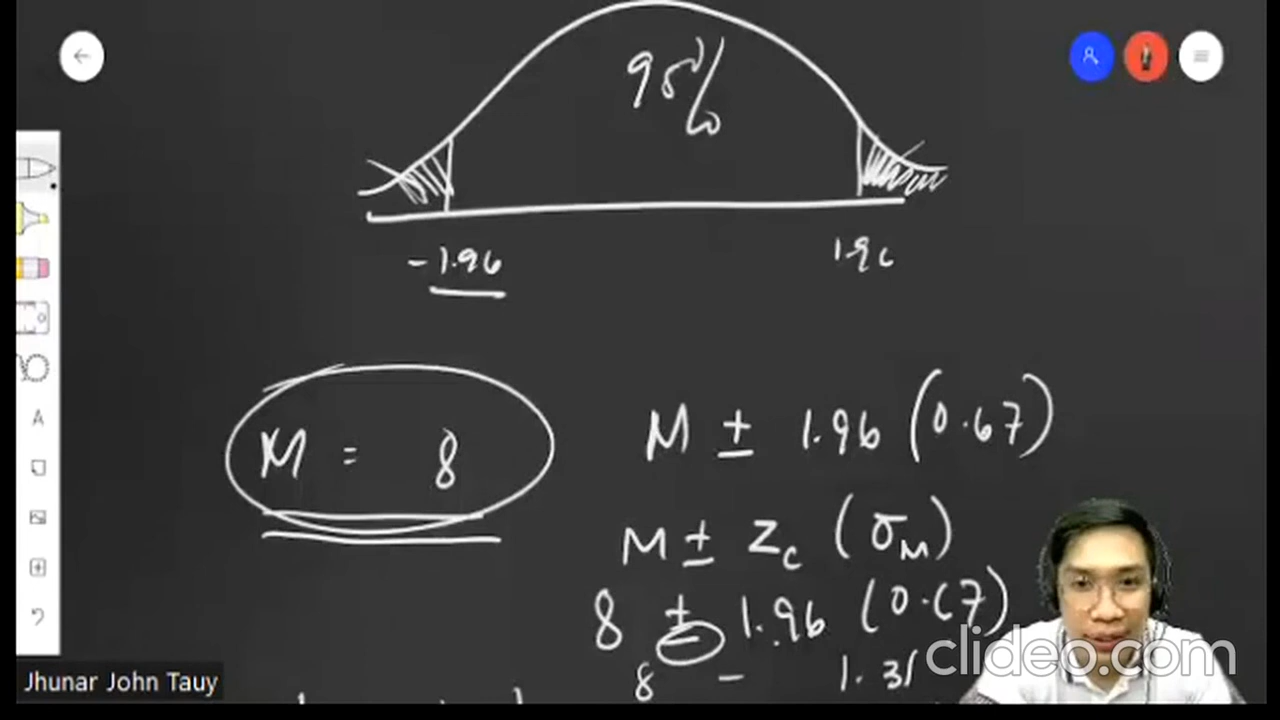 95%
- 1.96
1.96
M = 8
M ± 1.96 (0.67)
M ± Zc (σM)
8 ± 1.96 (0.67)
8 - 1.31
A
clideo.com
Jhunar John Tauy